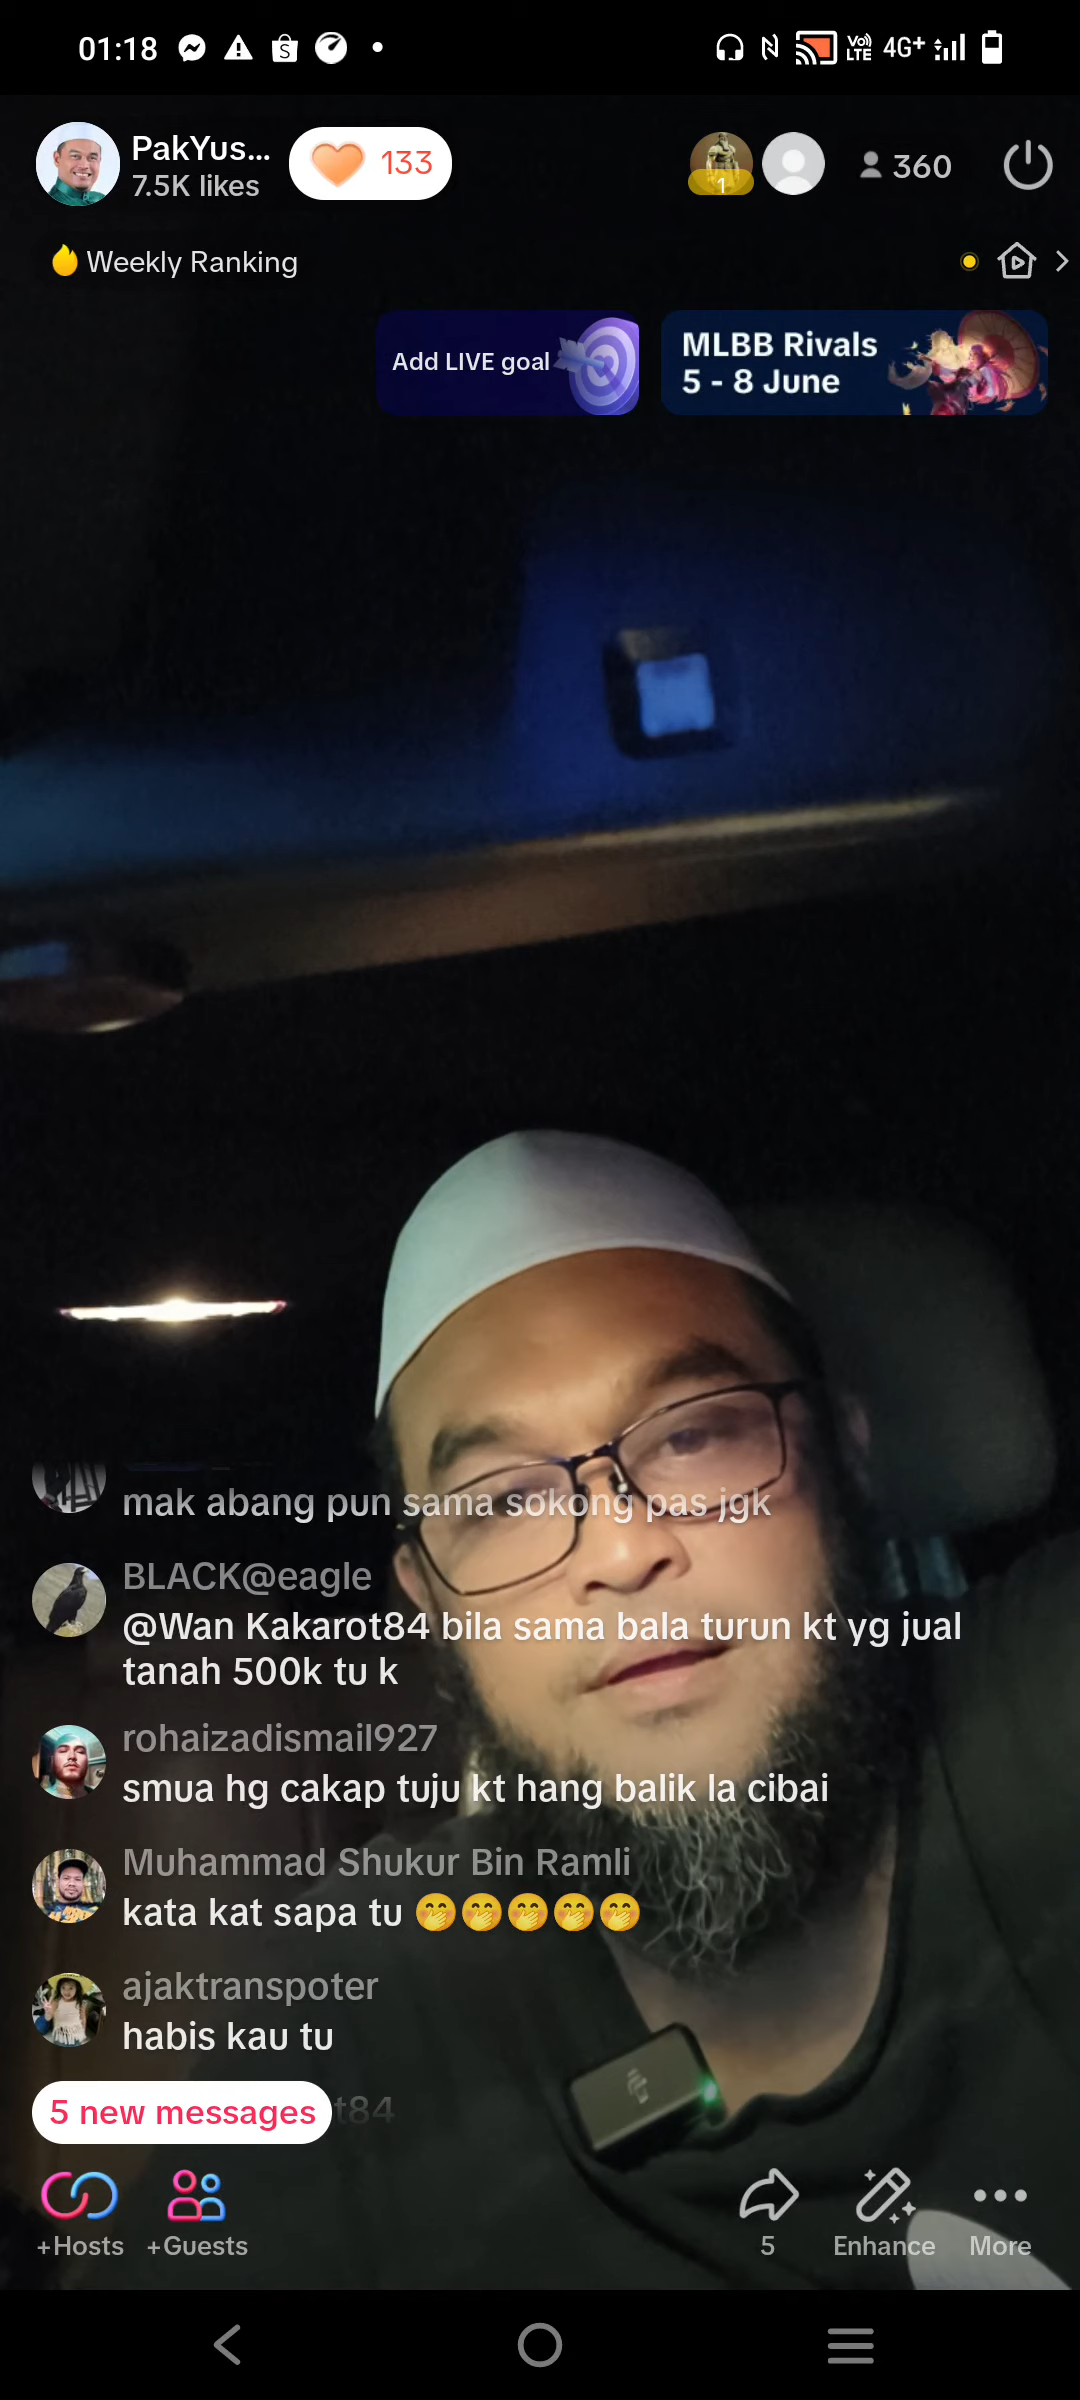 01:18
4G+
VoLTE
PakYus...
7.5K likes
133
1
360
Weekly Ranking
Add LIVE goal
MLBB Rivals
5 - 8 June
mak abang pun sama sokong pas jgk
BLACK@eagle
@Wan Kakarot84 bila sama bala turun kt yg jual
tanah 500k tu k
rohaizadismail927
smua hg cakap tuju kt hang balik la cibai
Muhammad Shukur Bin Ramli
kata kat sapa tu 🤭🤭🤭🤭🤭
ajaktranspoter
habis kau tu
5 new messages
t84
+Hosts
+Guests
5
Enhance
More